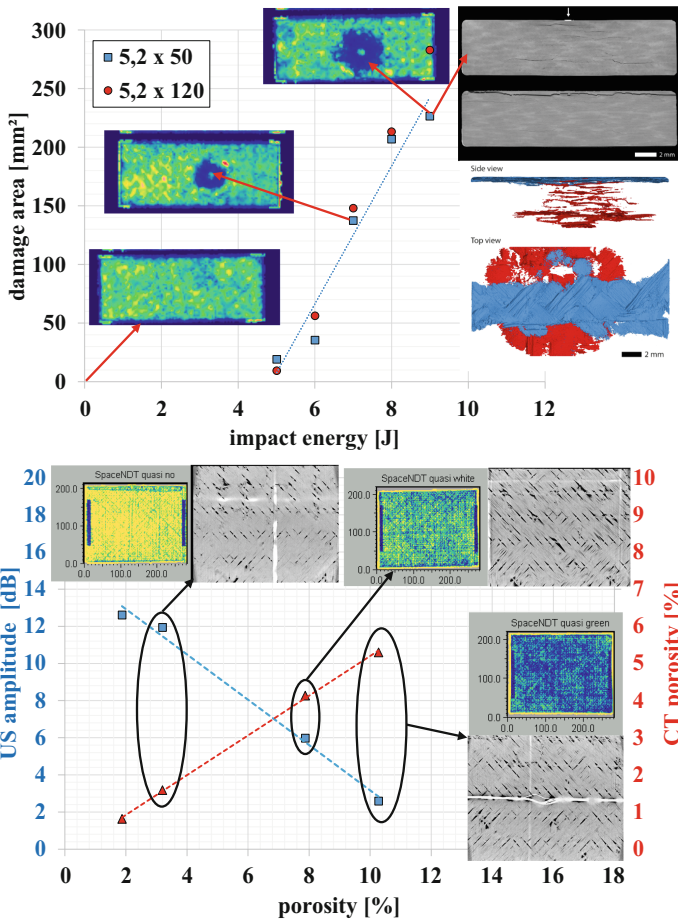 300
250
200
150
100
50
0
damage area [mm²]
5,2 x 50
5,2 x 120
2 mm
Side view
Top view
2 mm
0 2 4 6 8 10 12
impact energy [J]
20
18
16
14
12
10
8
6
4
2
0
US amplitude [dB]
SpaceNDT quasi no
200.0
100.0
0.0
0.0 100.0 200.0
SpaceNDT quasi white
200.0
100.0
0.0
0.0 100.0 200.0
SpaceNDT quasi green
200.0
100.0
0.0
0.0 100.0 200.0
10
9
8
7
6
5
4
3
2
1
0
CT porosity [%]
0 2 4 6 8 10 12 14 16 18
porosity [%]